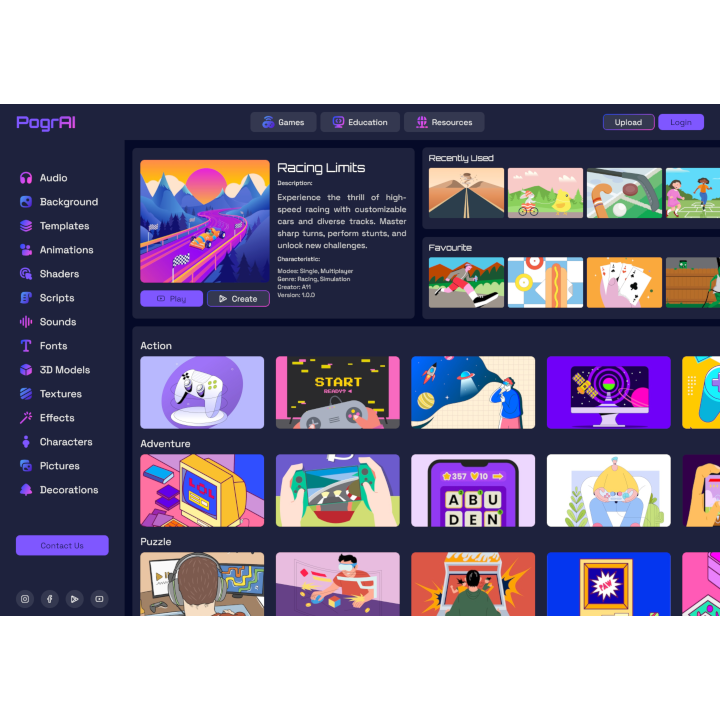 PogrAI
Games
Education
Resources
Upload
Login
Audio
Background
Templates
Animations
Shaders
Scripts
Sounds
Fonts
3D Models
Textures
Effects
Characters
Pictures
Decorations
Contact Us
Racing Limits
Description:
Experience the thrill of high-
speed racing with customizable
cars and diverse tracks. Master
sharp turns, perform stunts, and
unlock new challenges.
Characteristic:
Modes: Single, Multiplayer
Genre: Racing, Simulation
Creator: A11
Version: 1.0.0
Play
Create
Recently Used
Favourite
Action
START
READY?
Adventure
LOL
357
10
A B U
D E N
Puzzle